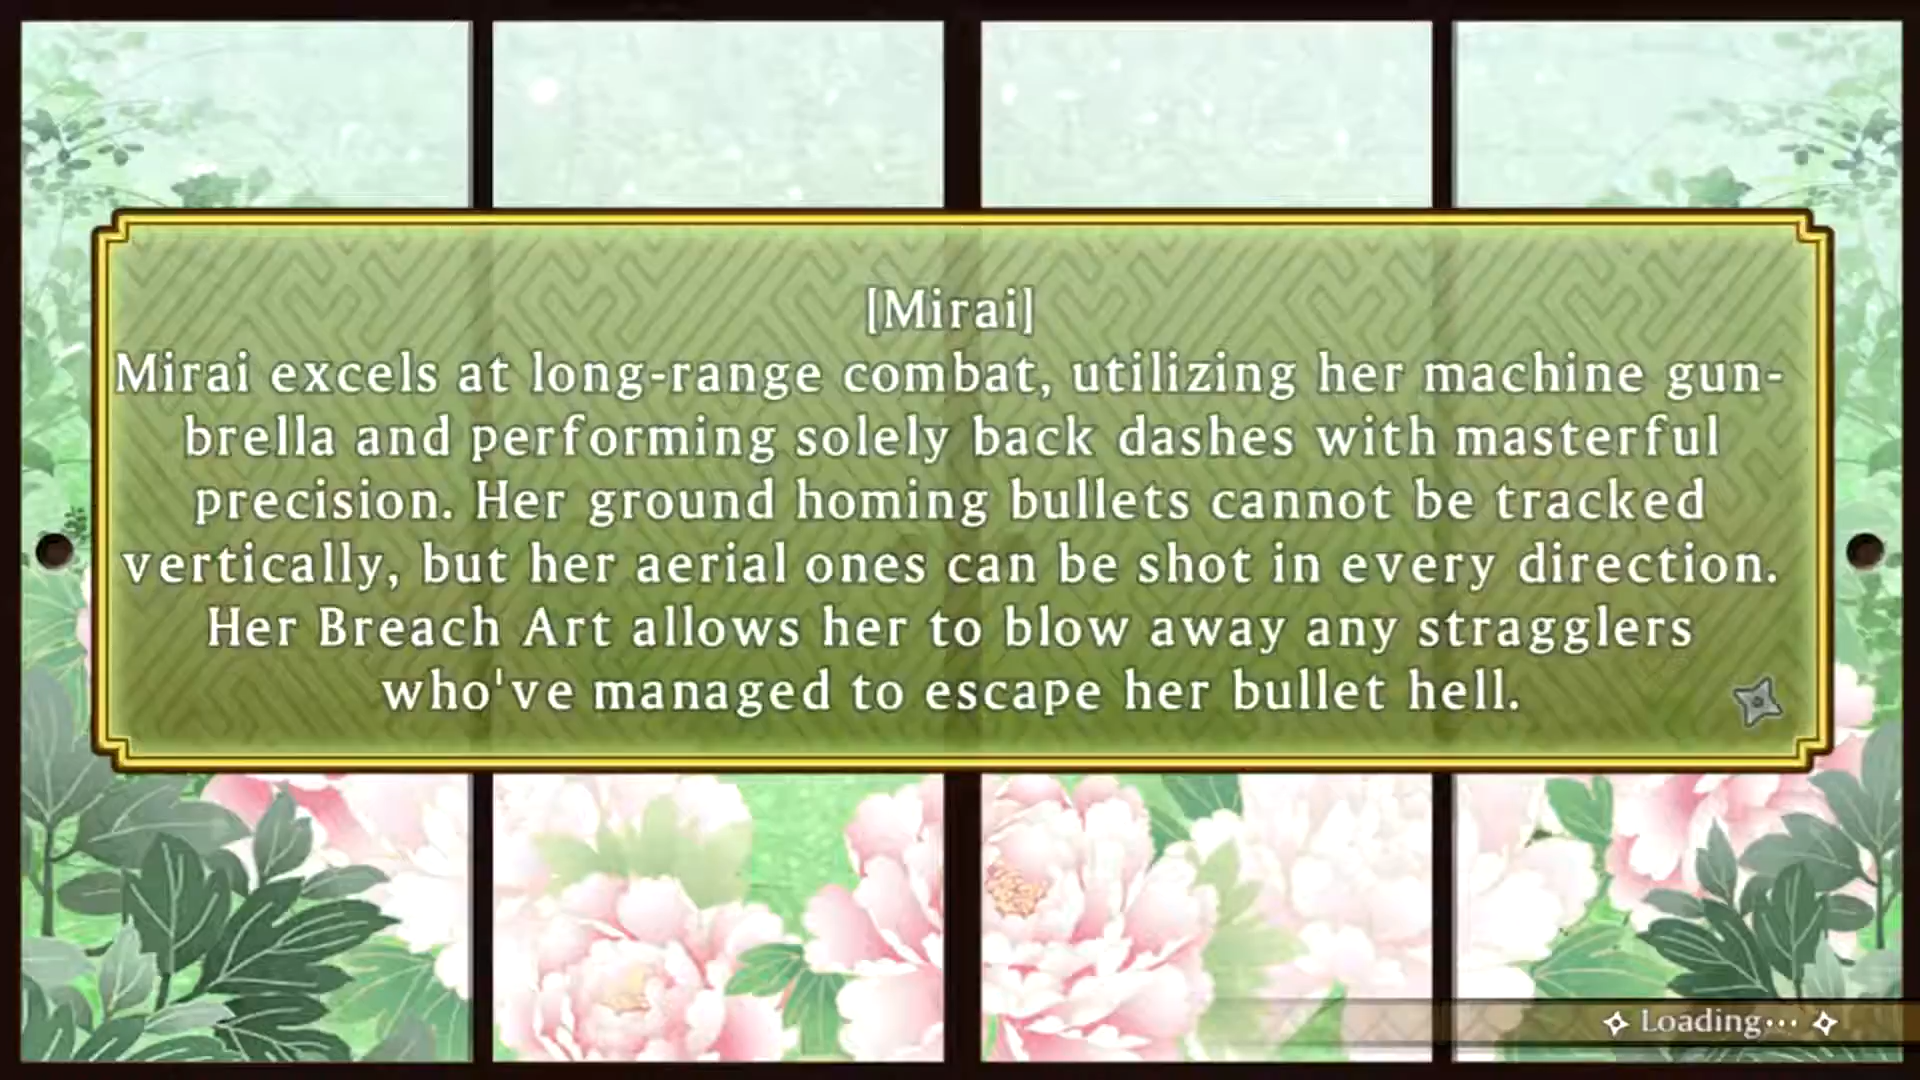 [Mirai]
Mirai excels at long-range combat, utilizing her machine gun-
brella and performing solely back dashes with masterful
precision. Her ground homing bullets cannot be tracked
vertically, but her aerial ones can be shot in every direction.
Her Breach Art allows her to blow away any stragglers
who've managed to escape her bullet hell.
Loading···